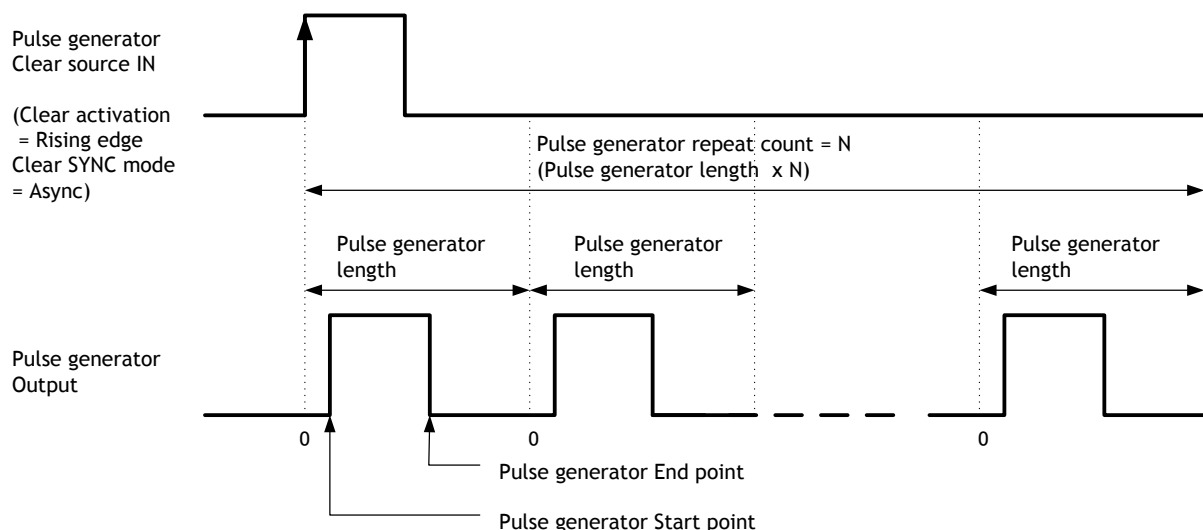 Pulse generator
Clear source IN
(Clear activation
= Rising edge
Clear SYNC mode
= Async)
Pulse generator repeat count = N
(Pulse generator length x N)
Pulse generator
length
Pulse generator
length
Pulse generator
length
Pulse generator
Output
0
0
0
Pulse generator End point
Pulse generator Start point